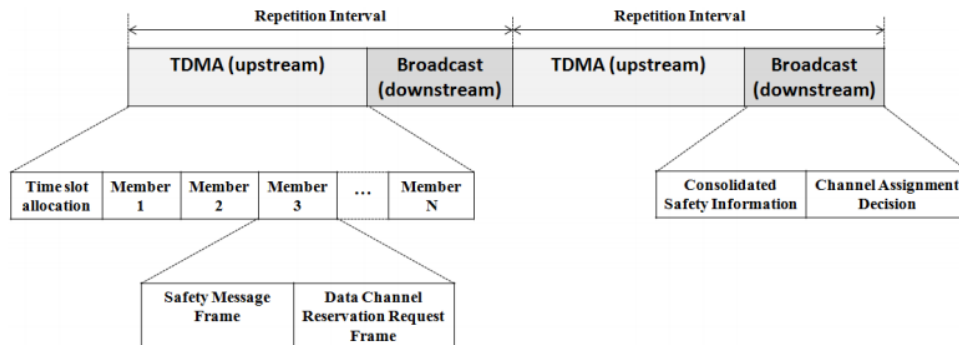 Repetition Interval
Repetition Interval
TDMA (upstream)
Broadcast
(downstream)
TDMA (upstream)
Broadcast
(downstream)
Time slot
allocation
Member
1
Member
2
Member
3
...
Member
N
Consolidated
Safety Information
Channel Assignment
Decision
Safety Message
Frame
Data Channel
Reservation Request
Frame